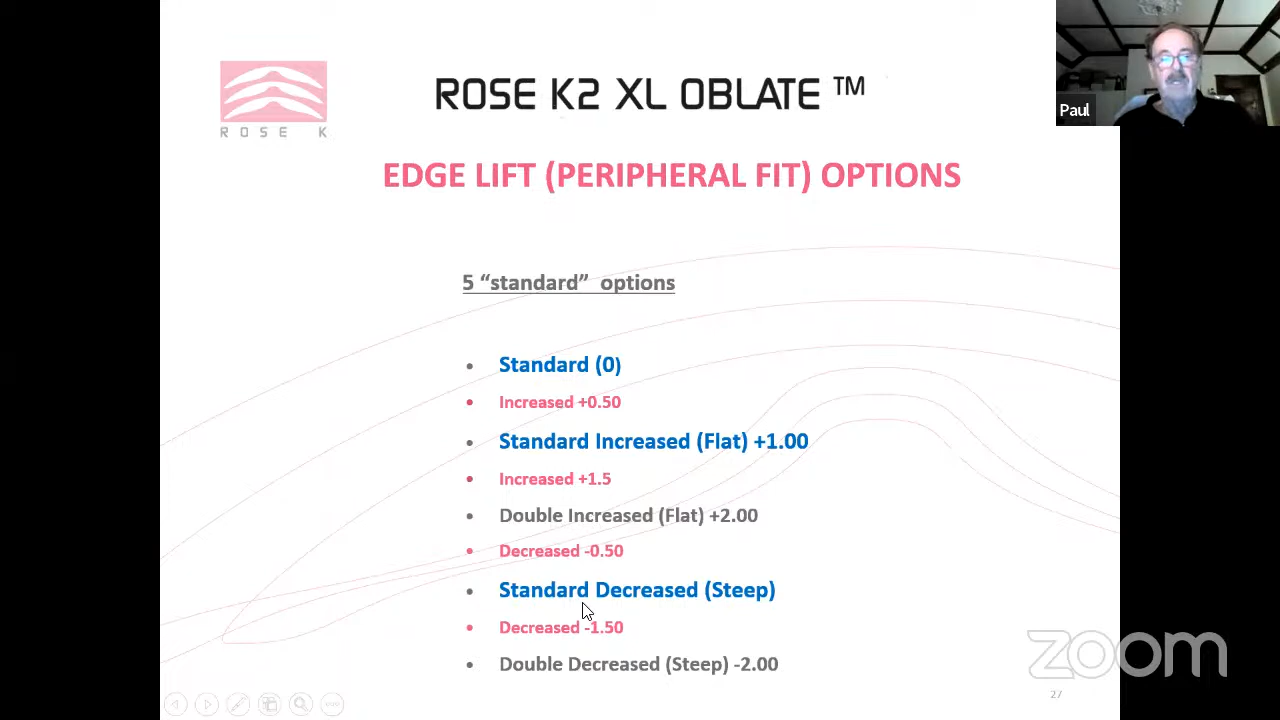 ROSE K
ROSE K2 XL OBLATE ™
Paul
EDGE LIFT (PERIPHERAL FIT) OPTIONS
5 “standard” options
• Standard (0)
• Increased +0.50
• Standard Increased (Flat) +1.00
• Increased +1.5
• Double Increased (Flat) +2.00
• Decreased -0.50
• Standard Decreased (Steep)
• Decreased -1.50
• Double Decreased (Steep) -2.00
zoom
27